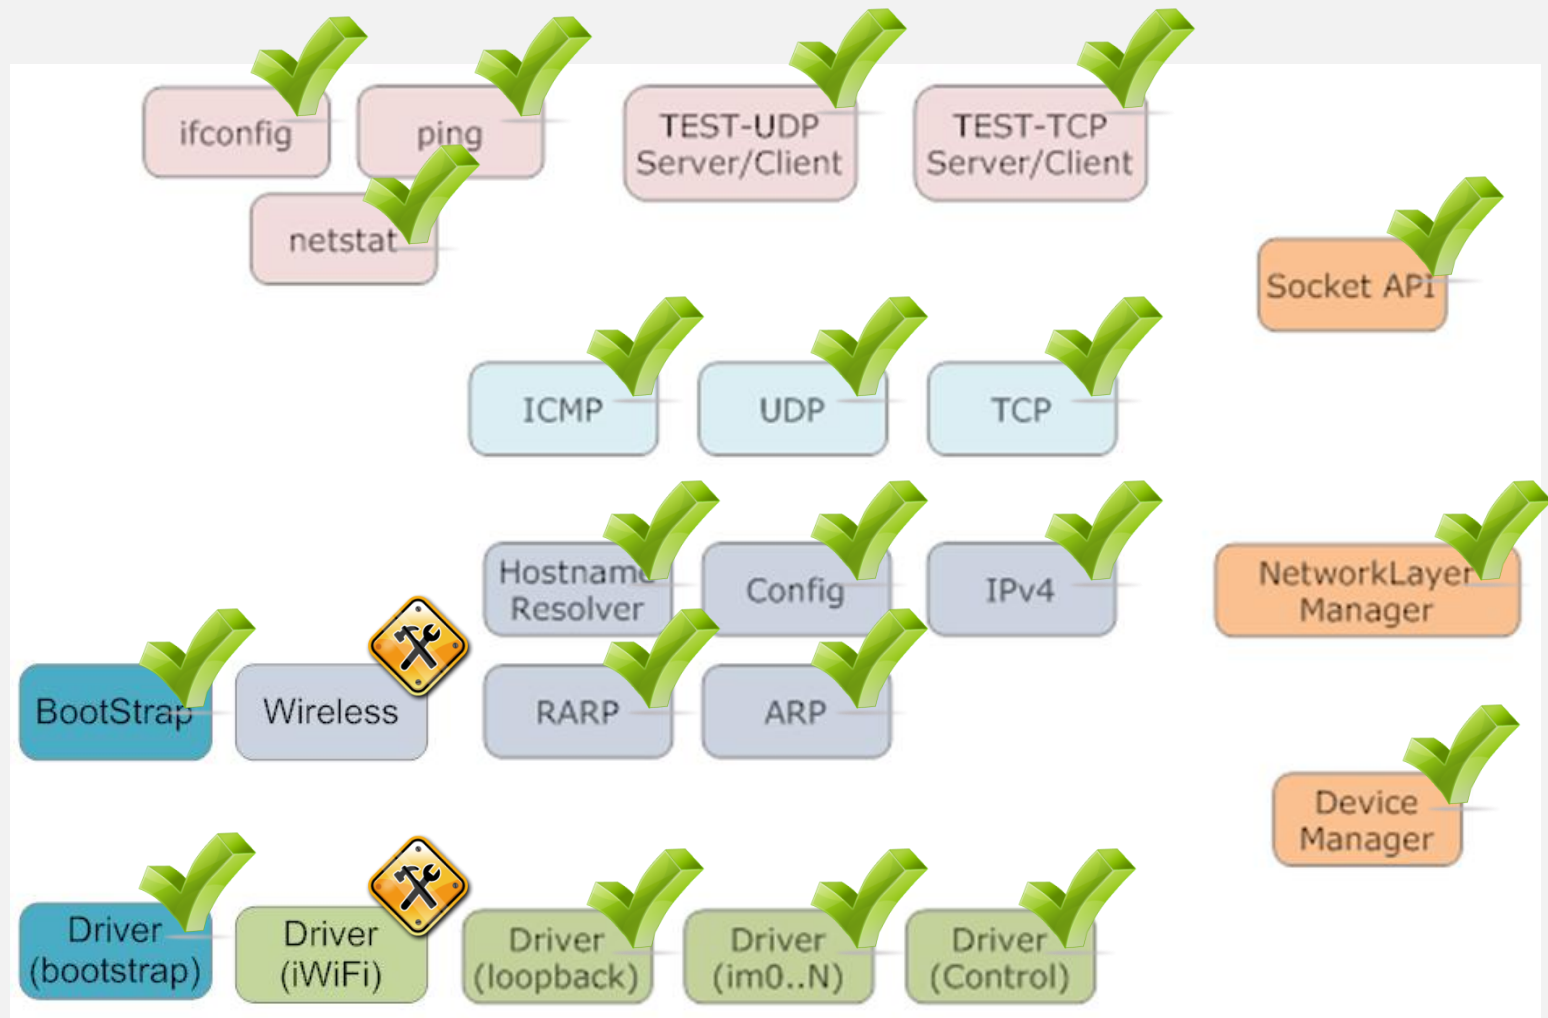 ifconfig
ping
TEST-UDP
Server/Client
TEST-TCP
Server/Client
netstat
Socket API
ICMP
UDP
TCP
Hostname
Resolver
Config
IPv4
NetworkLayer
Manager
BootStrap
Wireless
RARP
ARP
Device
Manager
Driver
(bootstrap)
Driver
(iWiFi)
Driver
(loopback)
Driver
(im0..N)
Driver
(Control)